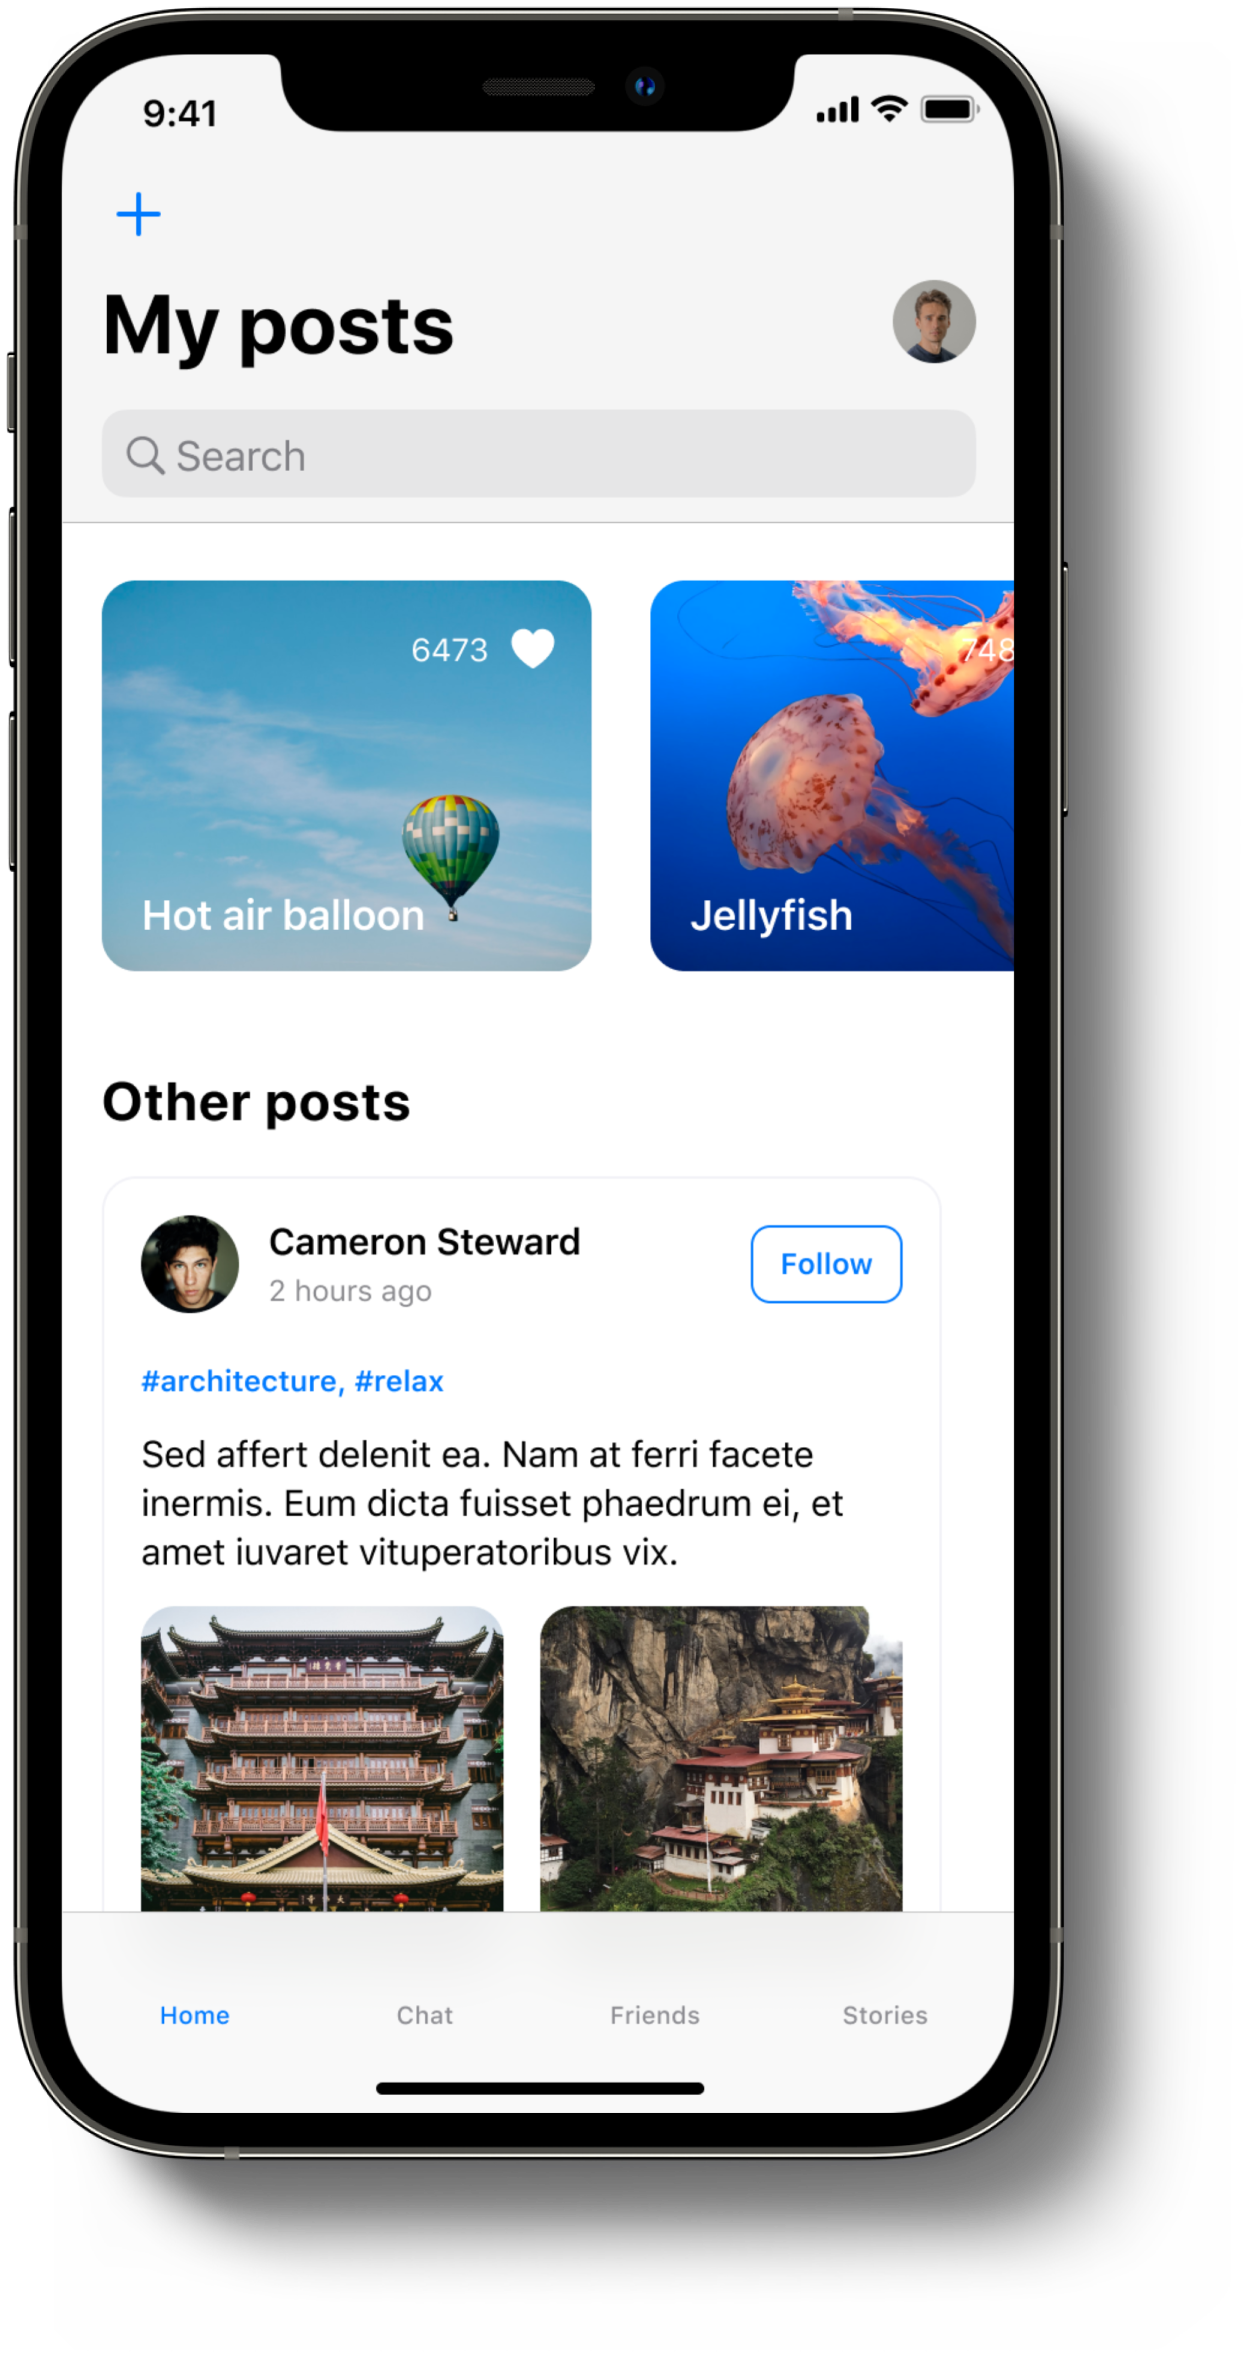 9:41
My posts
Search
6473
748
Hot air balloon
Jellyfish
Other posts
Cameron Steward
2 hours ago
Follow
#architecture, #relax
Sed affert delenit ea. Nam at ferri facete
inermis. Eum dicta fuisset phaedrum ei, et
amet iuvaret vituperatoribus vix.
Home
Chat
Friends
Stories